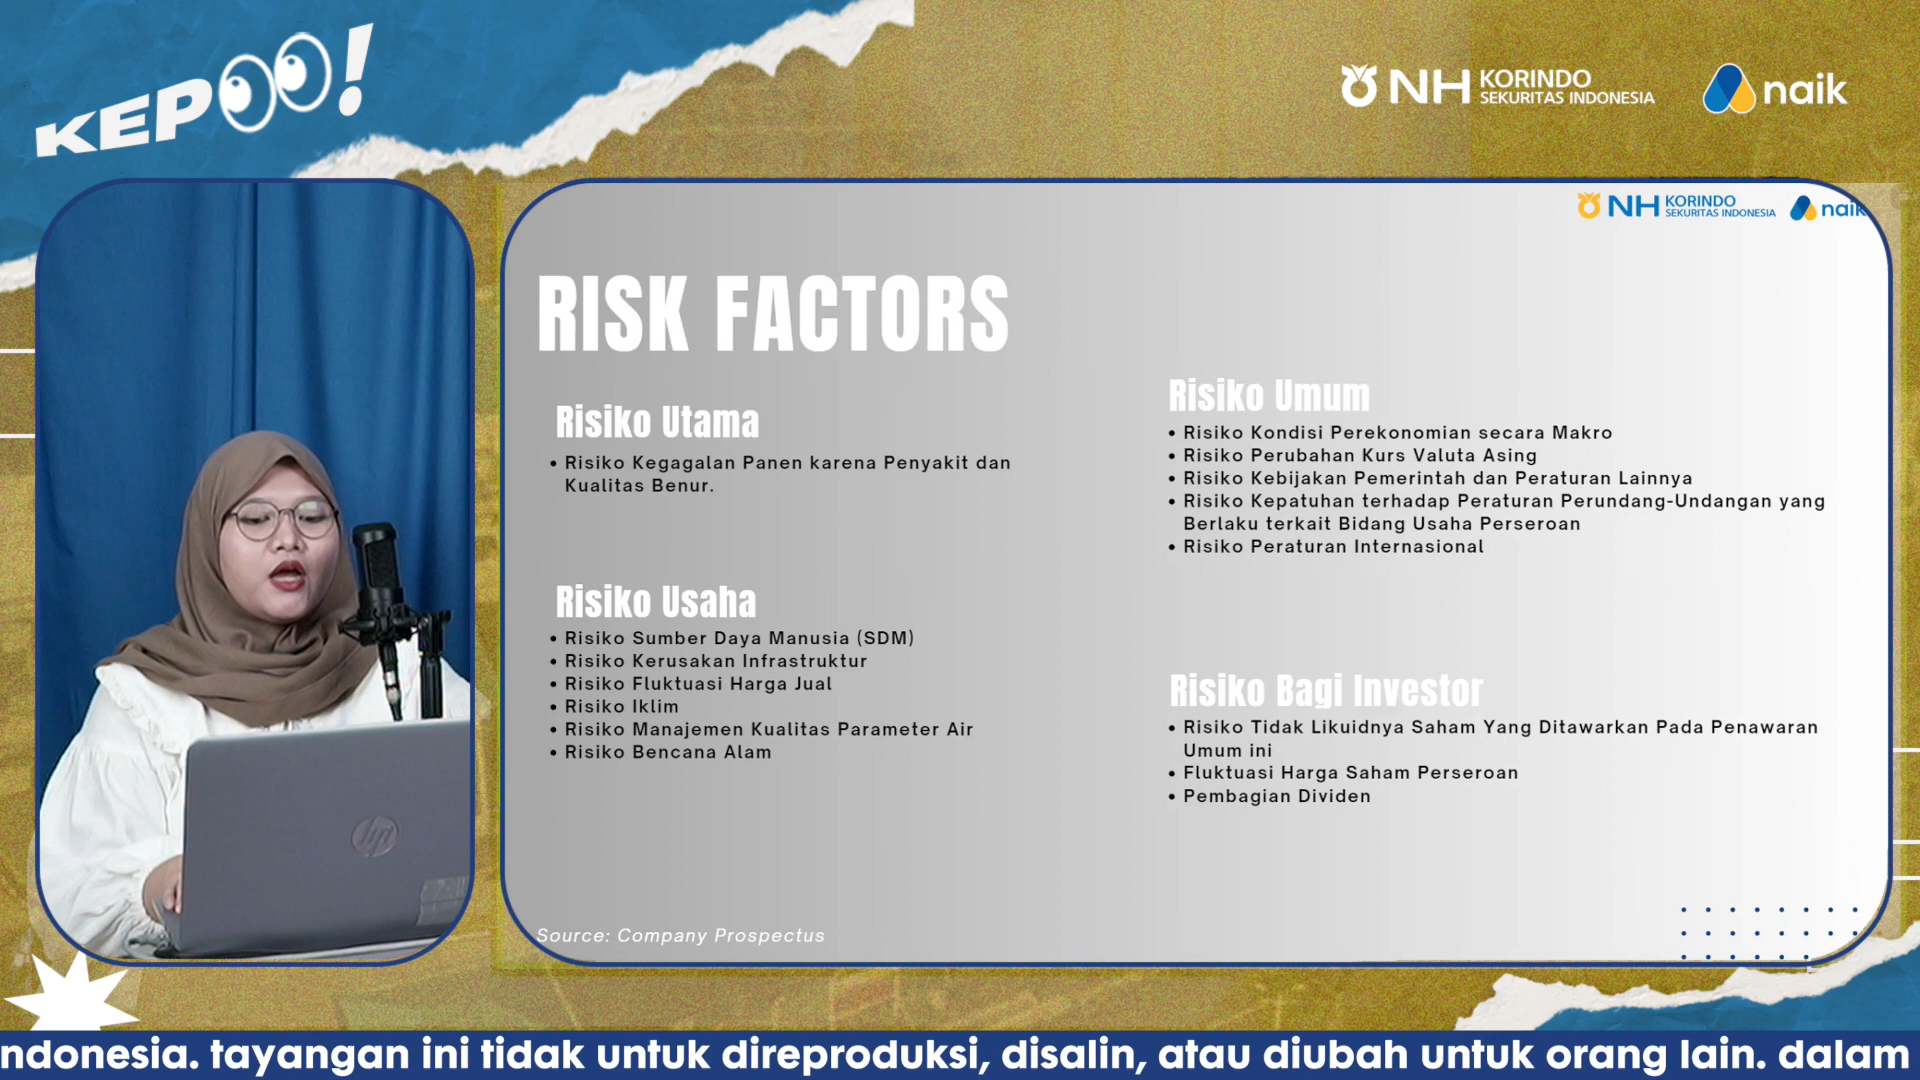 KEPOO!
NH KORINDO
SEKURITAS INDONESIA
naik
NH KORINDO
SEKURITAS INDONESIA
naik
RISK FACTORS
Risiko Utama
• Risiko Kegagalan Panen karena Penyakit dan
Kualitas Benur.
Risiko Usaha
• Risiko Sumber Daya Manusia (SDM)
• Risiko Kerusakan Infrastruktur
• Risiko Fluktuasi Harga Jual
• Risiko Iklim
• Risiko Manajemen Kualitas Parameter Air
• Risiko Bencana Alam
Risiko Umum
• Risiko Kondisi Perekonomian secara Makro
• Risiko Perubahan Kurs Valuta Asing
• Risiko Kebijakan Pemerintah dan Peraturan Lainnya
• Risiko Kepatuhan terhadap Peraturan Perundang-Undangan yang
Berlaku terkait Bidang Usaha Perseroan
• Risiko Peraturan Internasional
Risiko Bagi Investor
• Risiko Tidak Likuidnya Saham Yang Ditawarkan Pada Penawaran
Umum ini
• Fluktuasi Harga Saham Perseroan
• Pembagian Dividen
Source: Company Prospectus
hp
ndonesia. tayangan ini tidak untuk direproduksi, disalin, atau diubah untuk orang lain. dalam